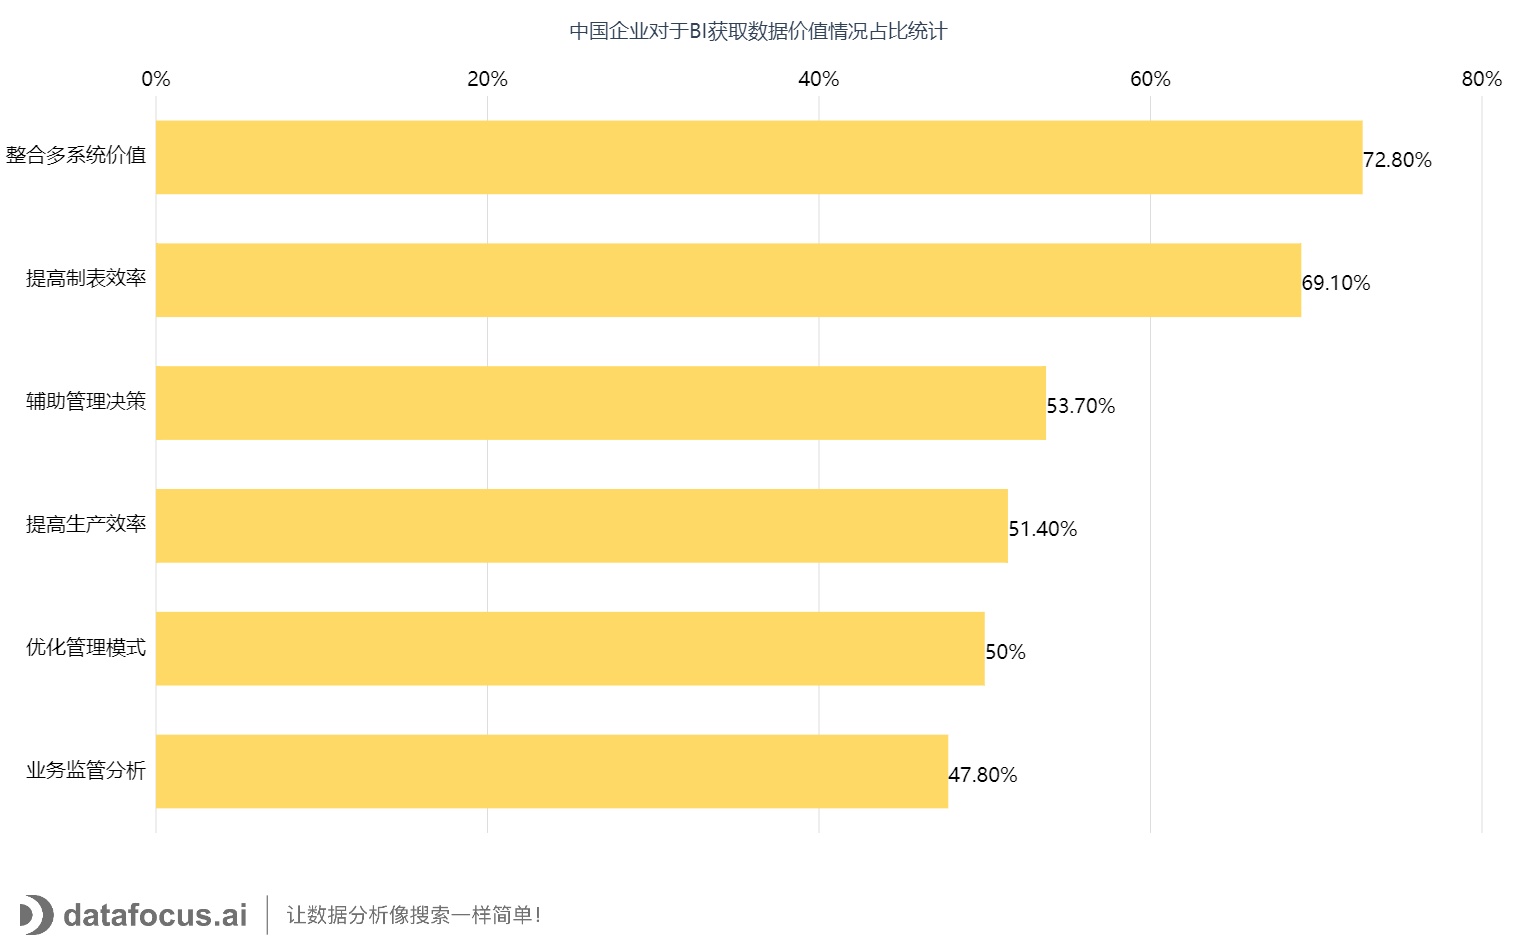 中国企业对于BI获取数据价值情况占比统计
0% 20% 40% 60% 80%
整合多系统价值 72.80%
提高制表效率 69.10%
辅助管理决策 53.70%
提高生产效率 51.40%
优化管理模式 50%
业务监管分析 47.80%
datafocus.ai 让数据分析像搜索一样简单!